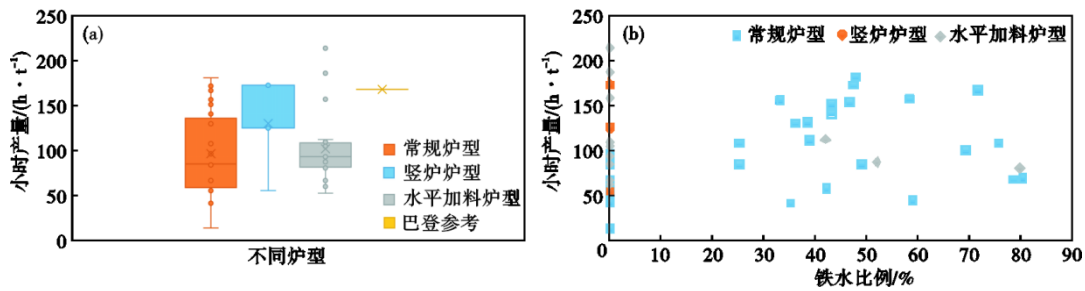 (a)
250
200
150
100
50
0
小时产量/(h·t⁻¹)
常规炉型
竖炉炉型
水平加料炉型
巴登参考
不同炉型
(b)
常规炉型 竖炉炉型 水平加料炉型
250
200
150
100
50
0
小时产量/(h·t⁻¹)
0 10 20 30 40 50 60 70 80 90
铁水比例/%